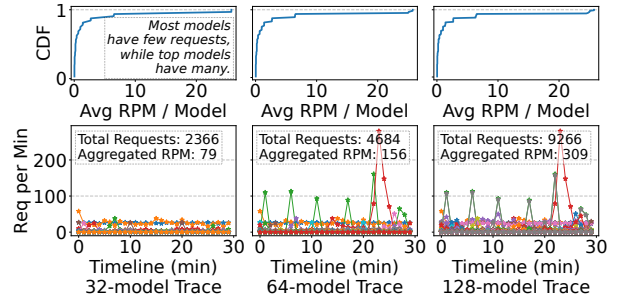 CDF
1
0
Most models
have few requests,
while top models
have many.
0 10 20
0 10 20
0 10 20
Avg RPM / Model
Avg RPM / Model
Avg RPM / Model
Req per Min
200
100
0
Total Requests: 2366
Aggregated RPM: 79
Total Requests: 4684
Aggregated RPM: 156
Total Requests: 9266
Aggregated RPM: 309
0 10 20 30
0 10 20 30
0 10 20 30
Timeline (min)
32-model Trace
Timeline (min)
64-model Trace
Timeline (min)
128-model Trace